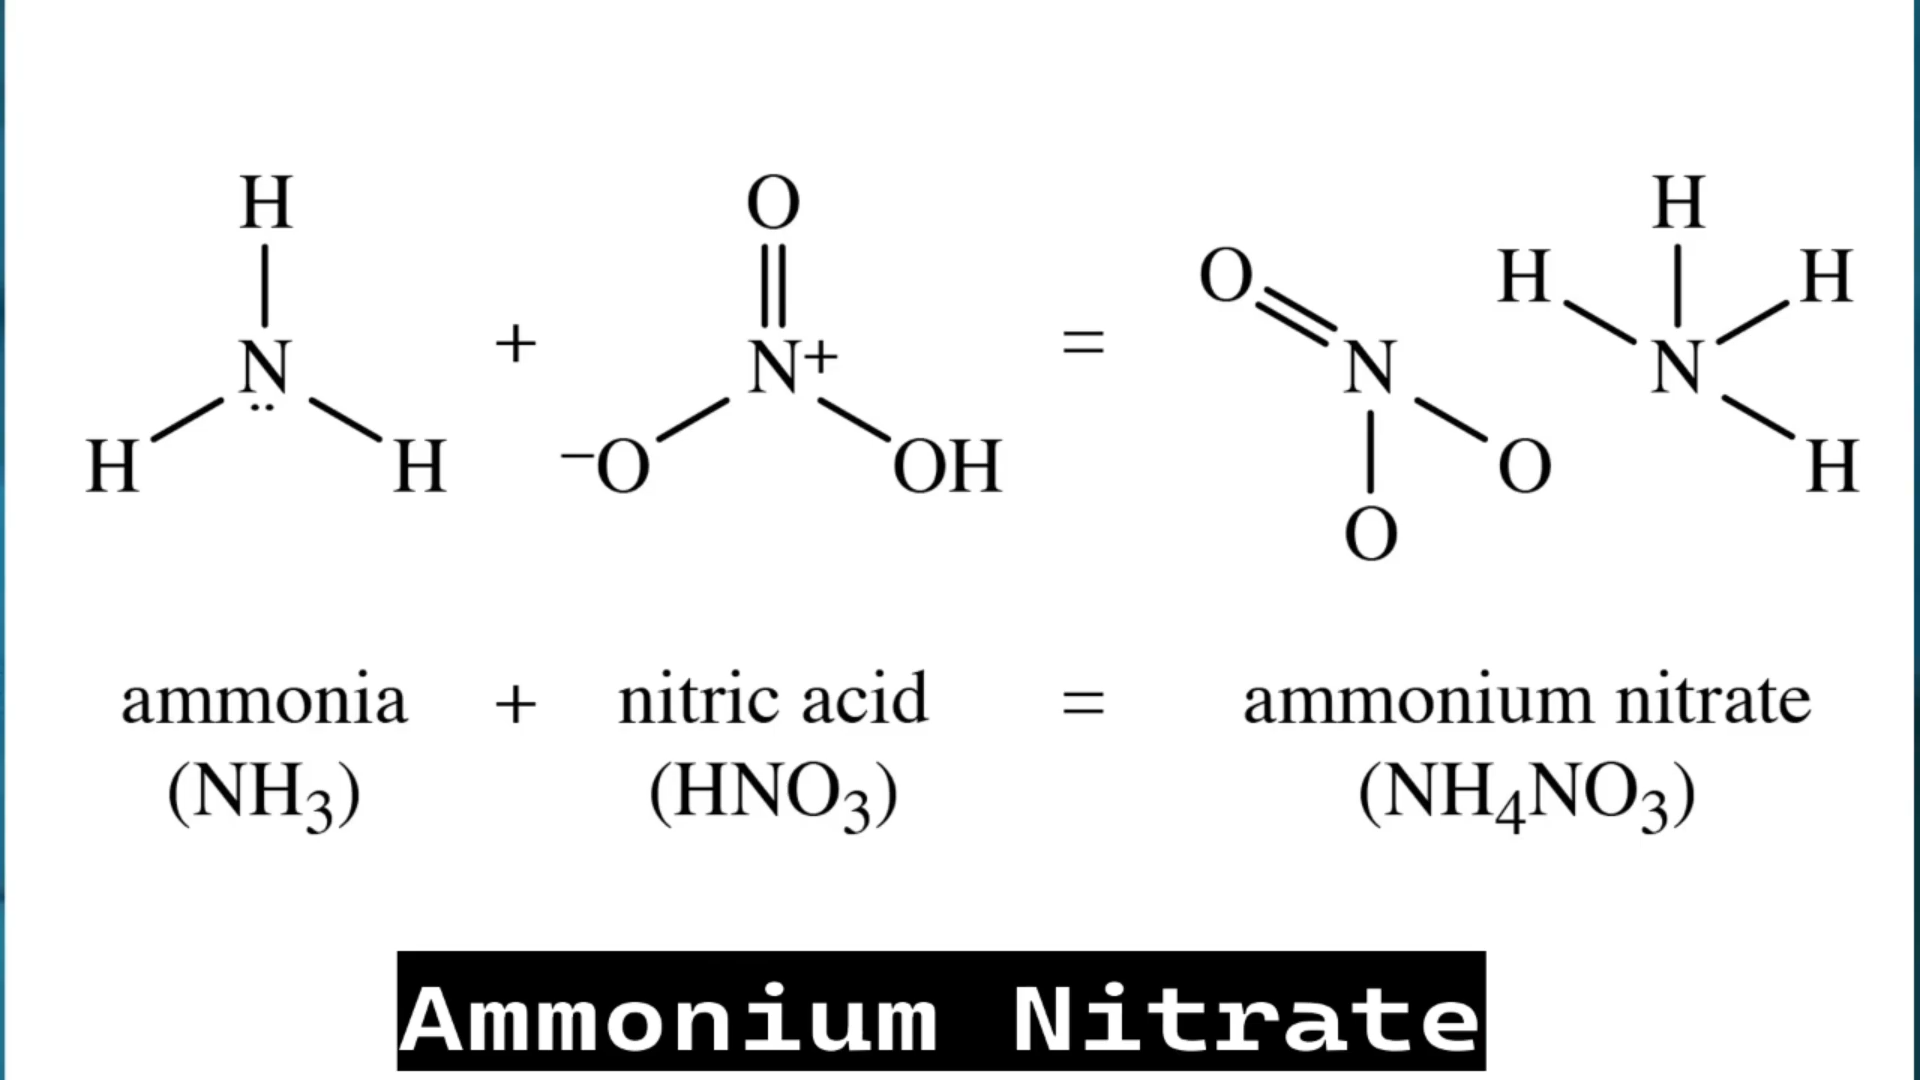 H
N
H H
+
O
N+
−O OH
=
O
N
O
O
H
H H
N
H
ammonia + nitric acid = ammonium nitrate
(NH₃) (HNO₃) (NH₄NO₃)
Ammonium Nitrate